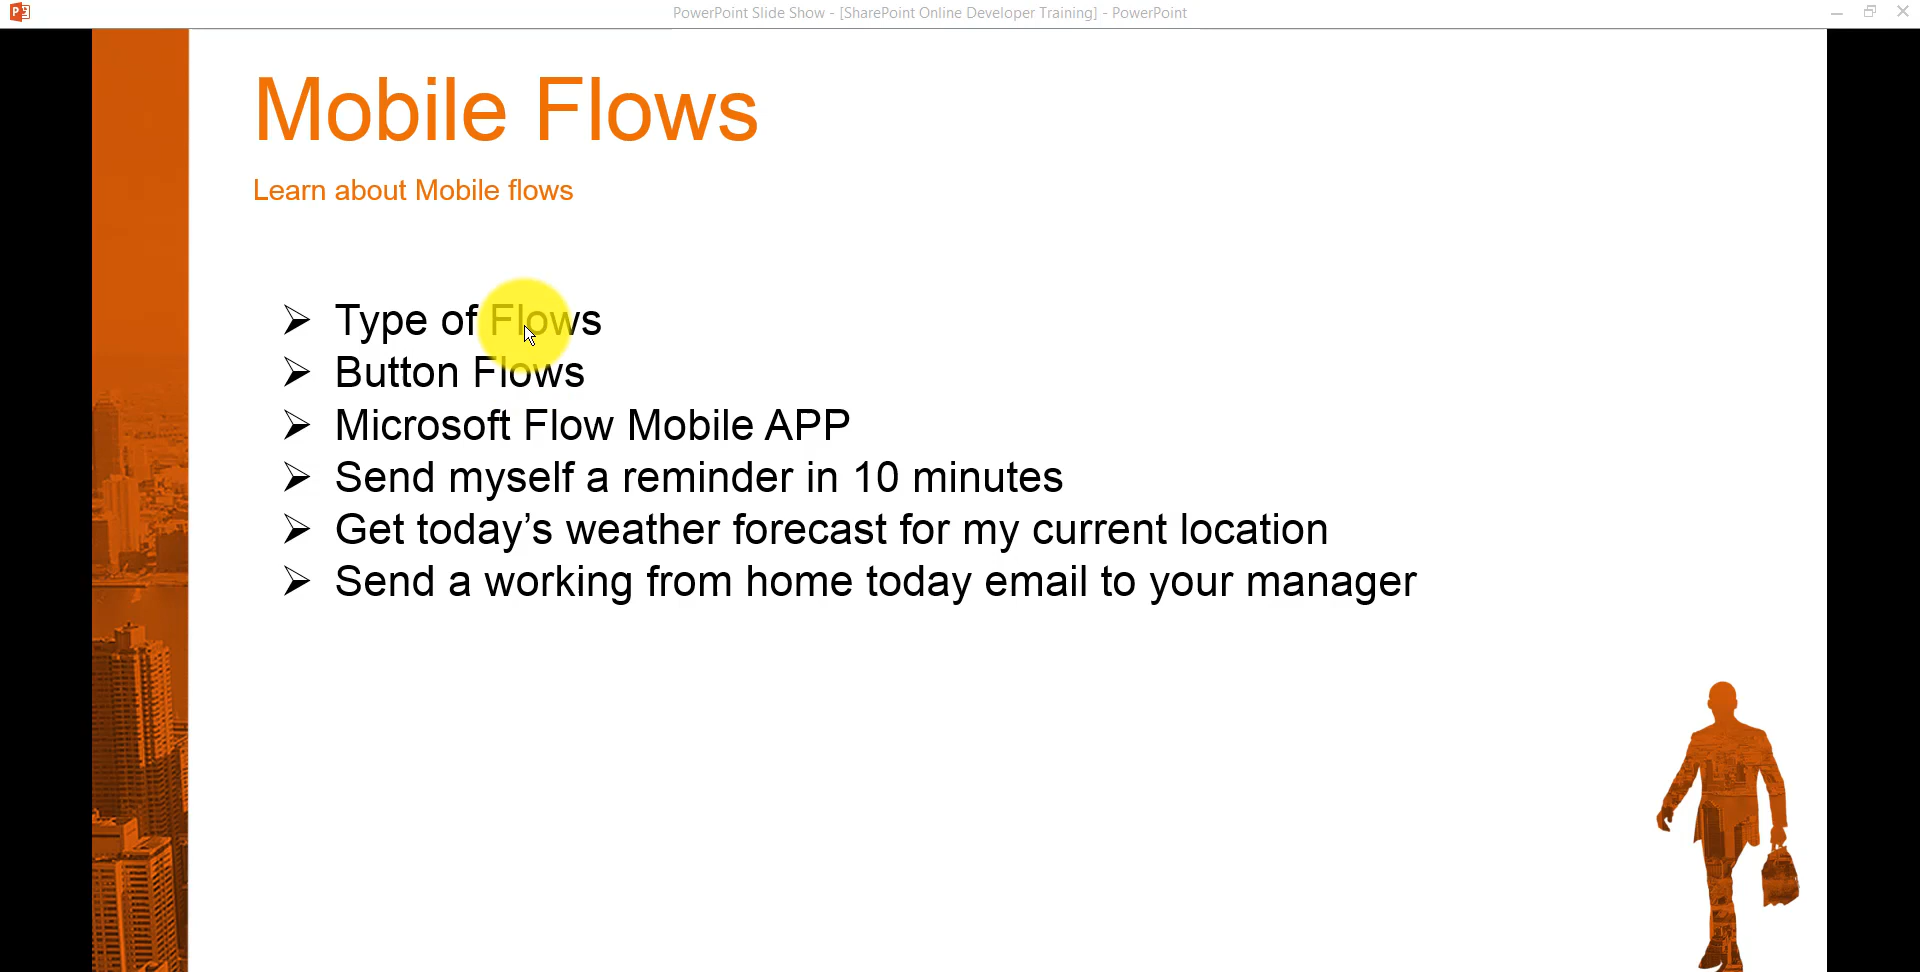 PowerPoint Slide Show - [SharePoint Online Developer Training] - PowerPoint
Mobile Flows
Learn about Mobile flows
➢ Type of Flows
➢ Button Flows
➢ Microsoft Flow Mobile APP
➢ Send myself a reminder in 10 minutes
➢ Get today’s weather forecast for my current location
➢ Send a working from home today email to your manager